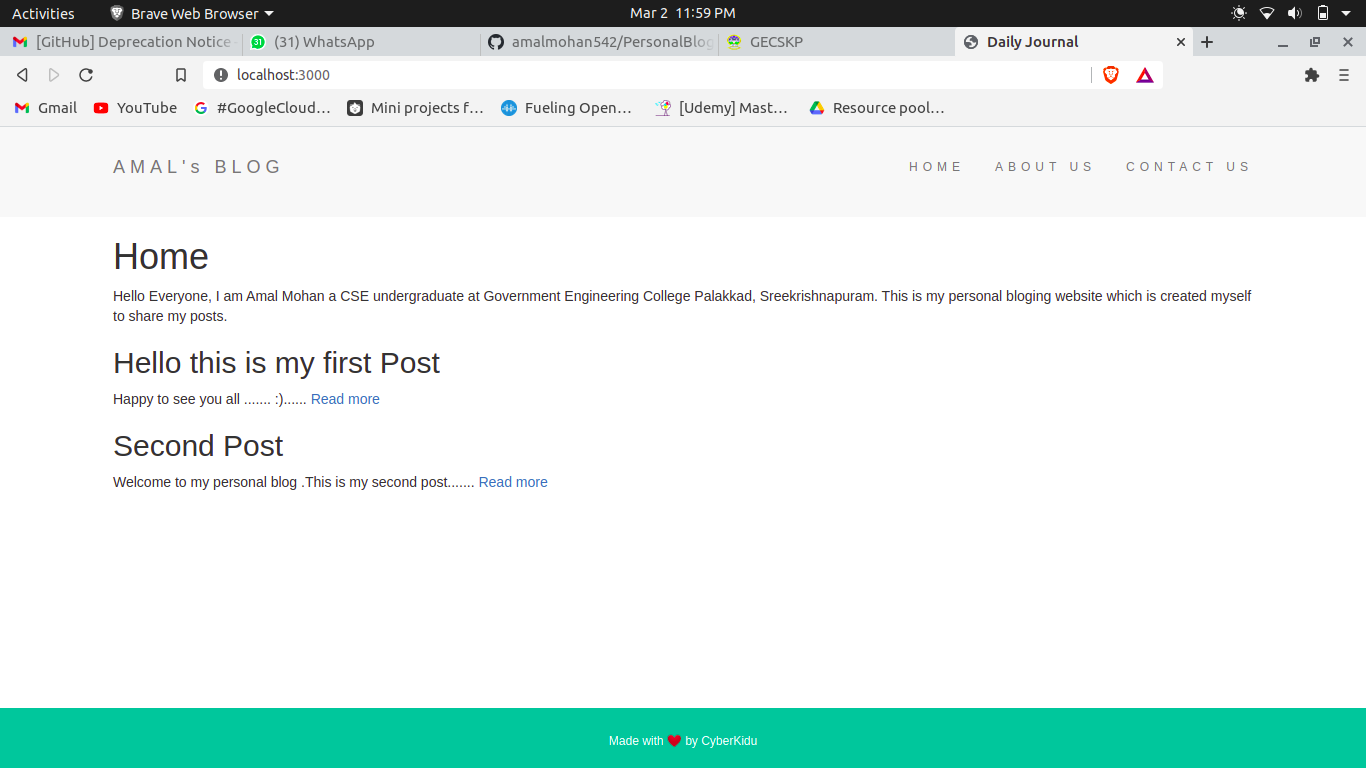 Activities Brave Web Browser Mar 2 11:59 PM
[GitHub] Deprecation Notice (31) WhatsApp amalmohan542/PersonalBlog GECSKP Daily Journal
localhost:3000
Gmail YouTube #GoogleCloud… Mini projects f… Fueling Open… [Udemy] Mast… Resource pool…
AMAL's BLOG HOME ABOUT US CONTACT US
Home
Hello Everyone, I am Amal Mohan a CSE undergraduate at Government Engineering College Palakkad, Sreekrishnapuram. This is my personal bloging website which is created myself
to share my posts.
Hello this is my first Post
Happy to see you all ....... :)...... Read more
Second Post
Welcome to my personal blog .This is my second post....... Read more
Made with ❤️ by CyberKidu